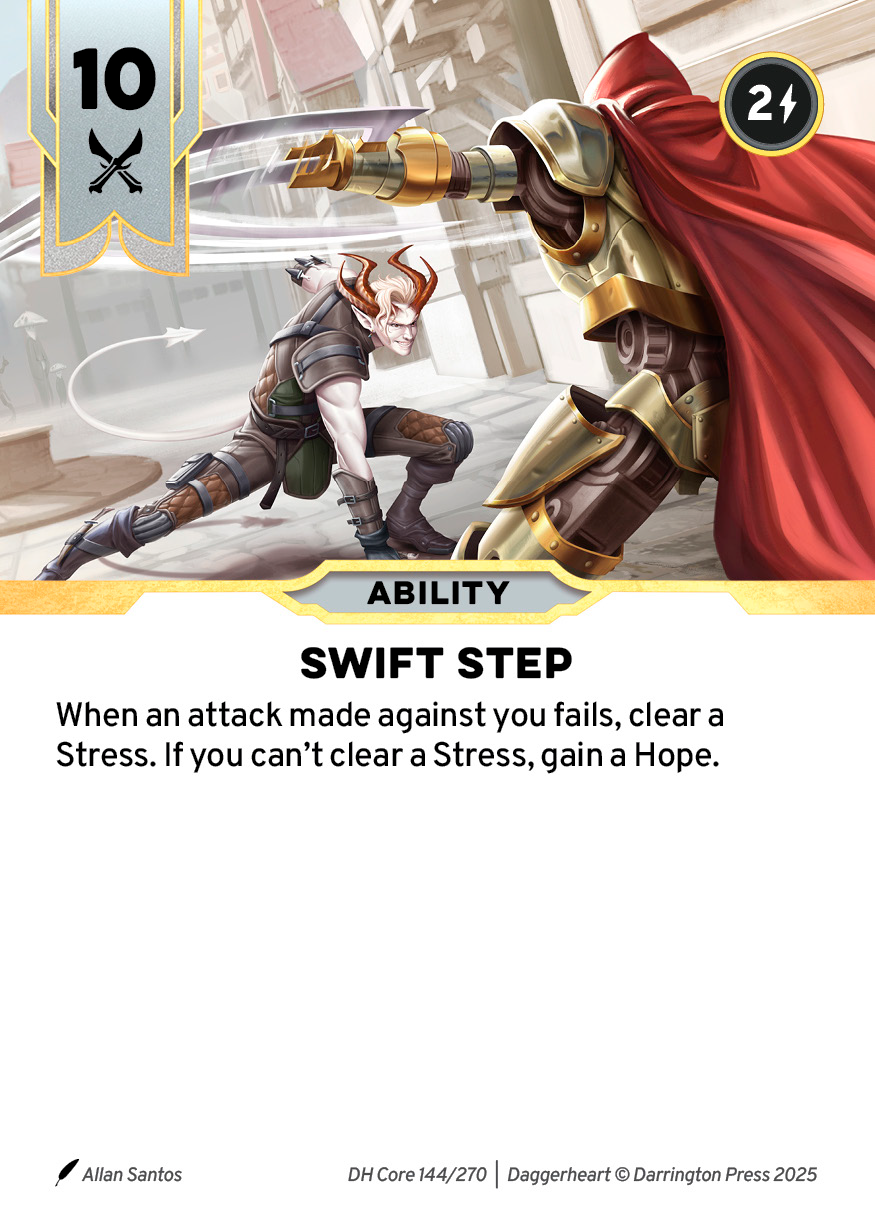 10
2
ABILITY
SWIFT STEP
When an attack made against you fails, clear a
Stress. If you can’t clear a Stress, gain a Hope.
Allan Santos
DH Core 144/270 | Daggerheart © Darrington Press 2025